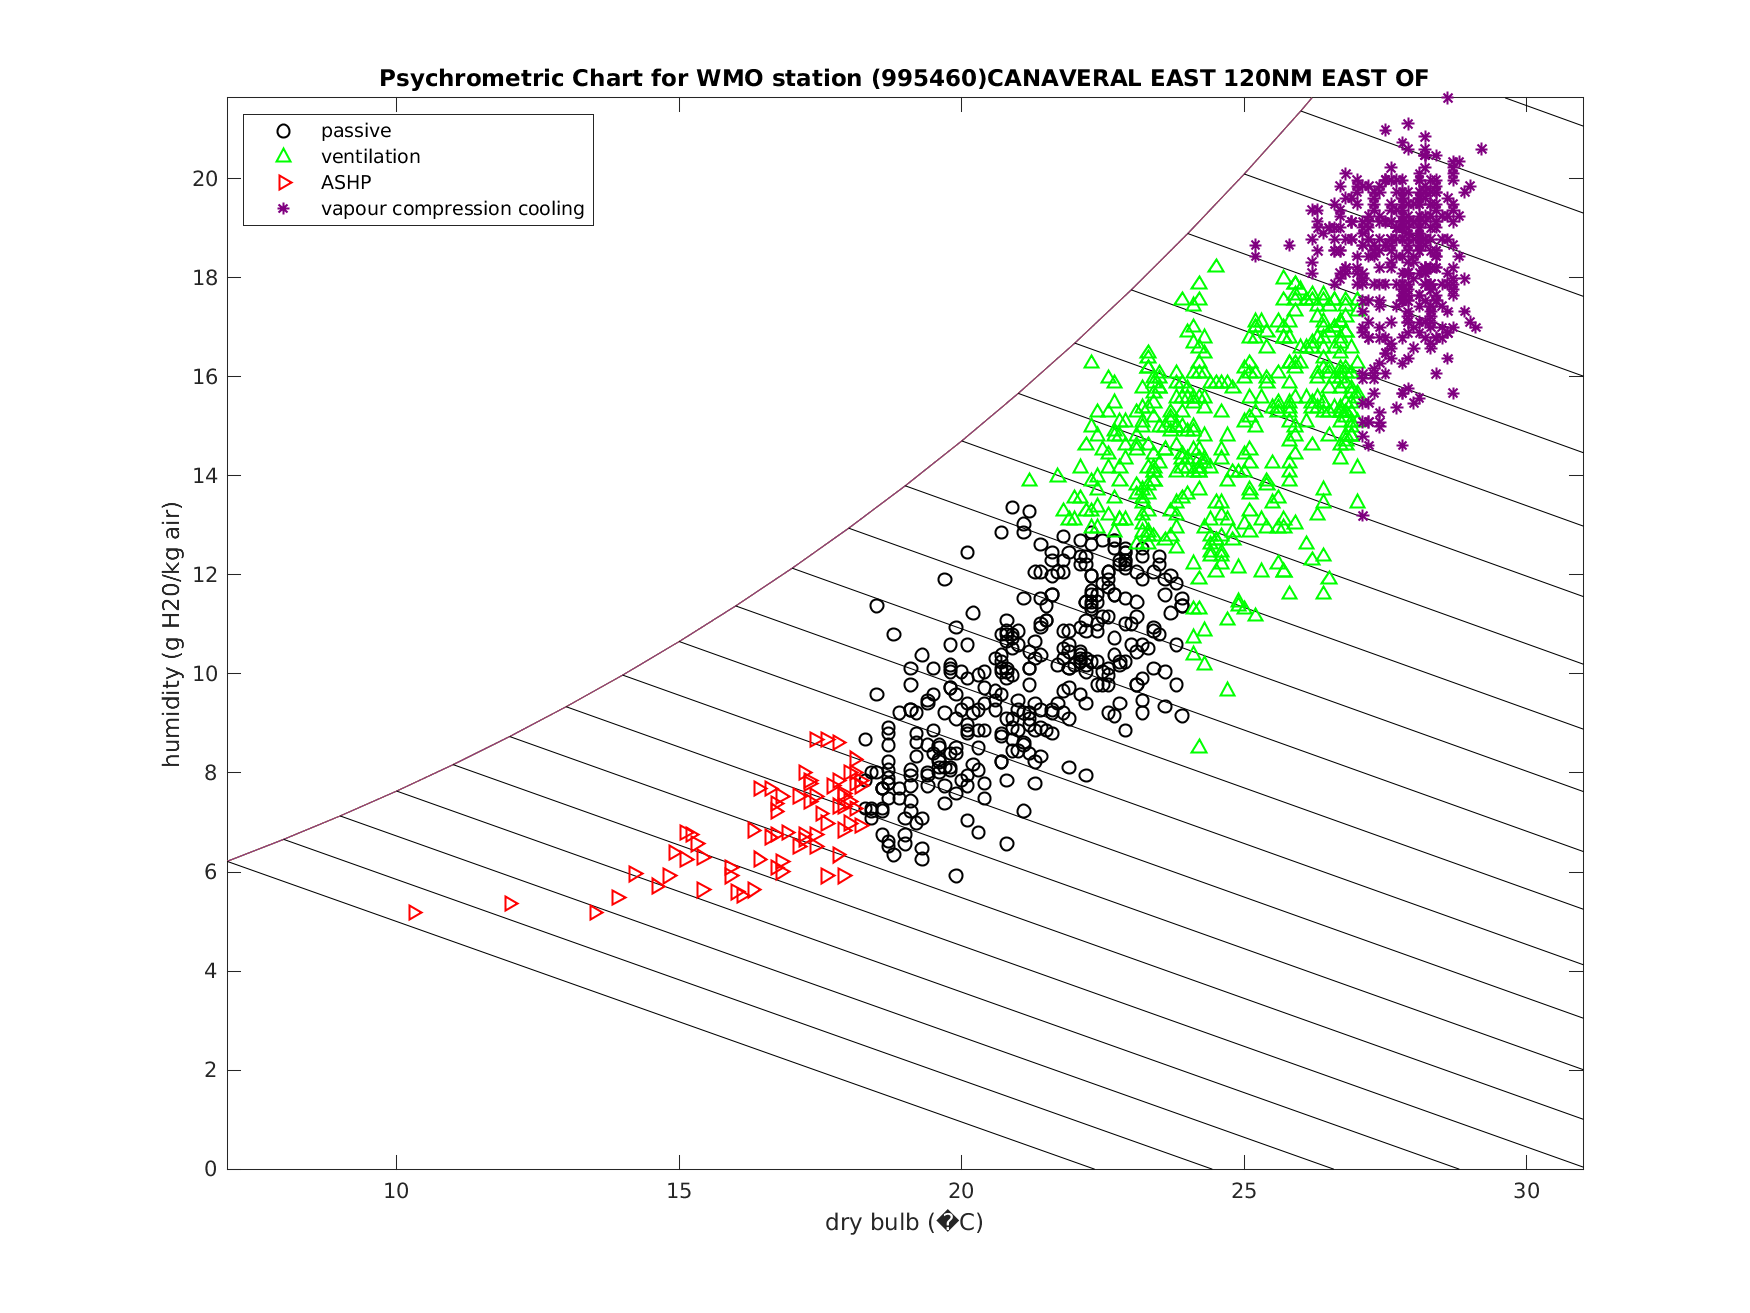 Psychrometric Chart for WMO station (995460)CANAVERAL EAST 120NM EAST OF
passive
ventilation
ASHP
vapour compression cooling
humidity (g H20/kg air)
20
18
16
14
12
10
8
6
4
2
0
10
15
20
25
30
dry bulb (�C)